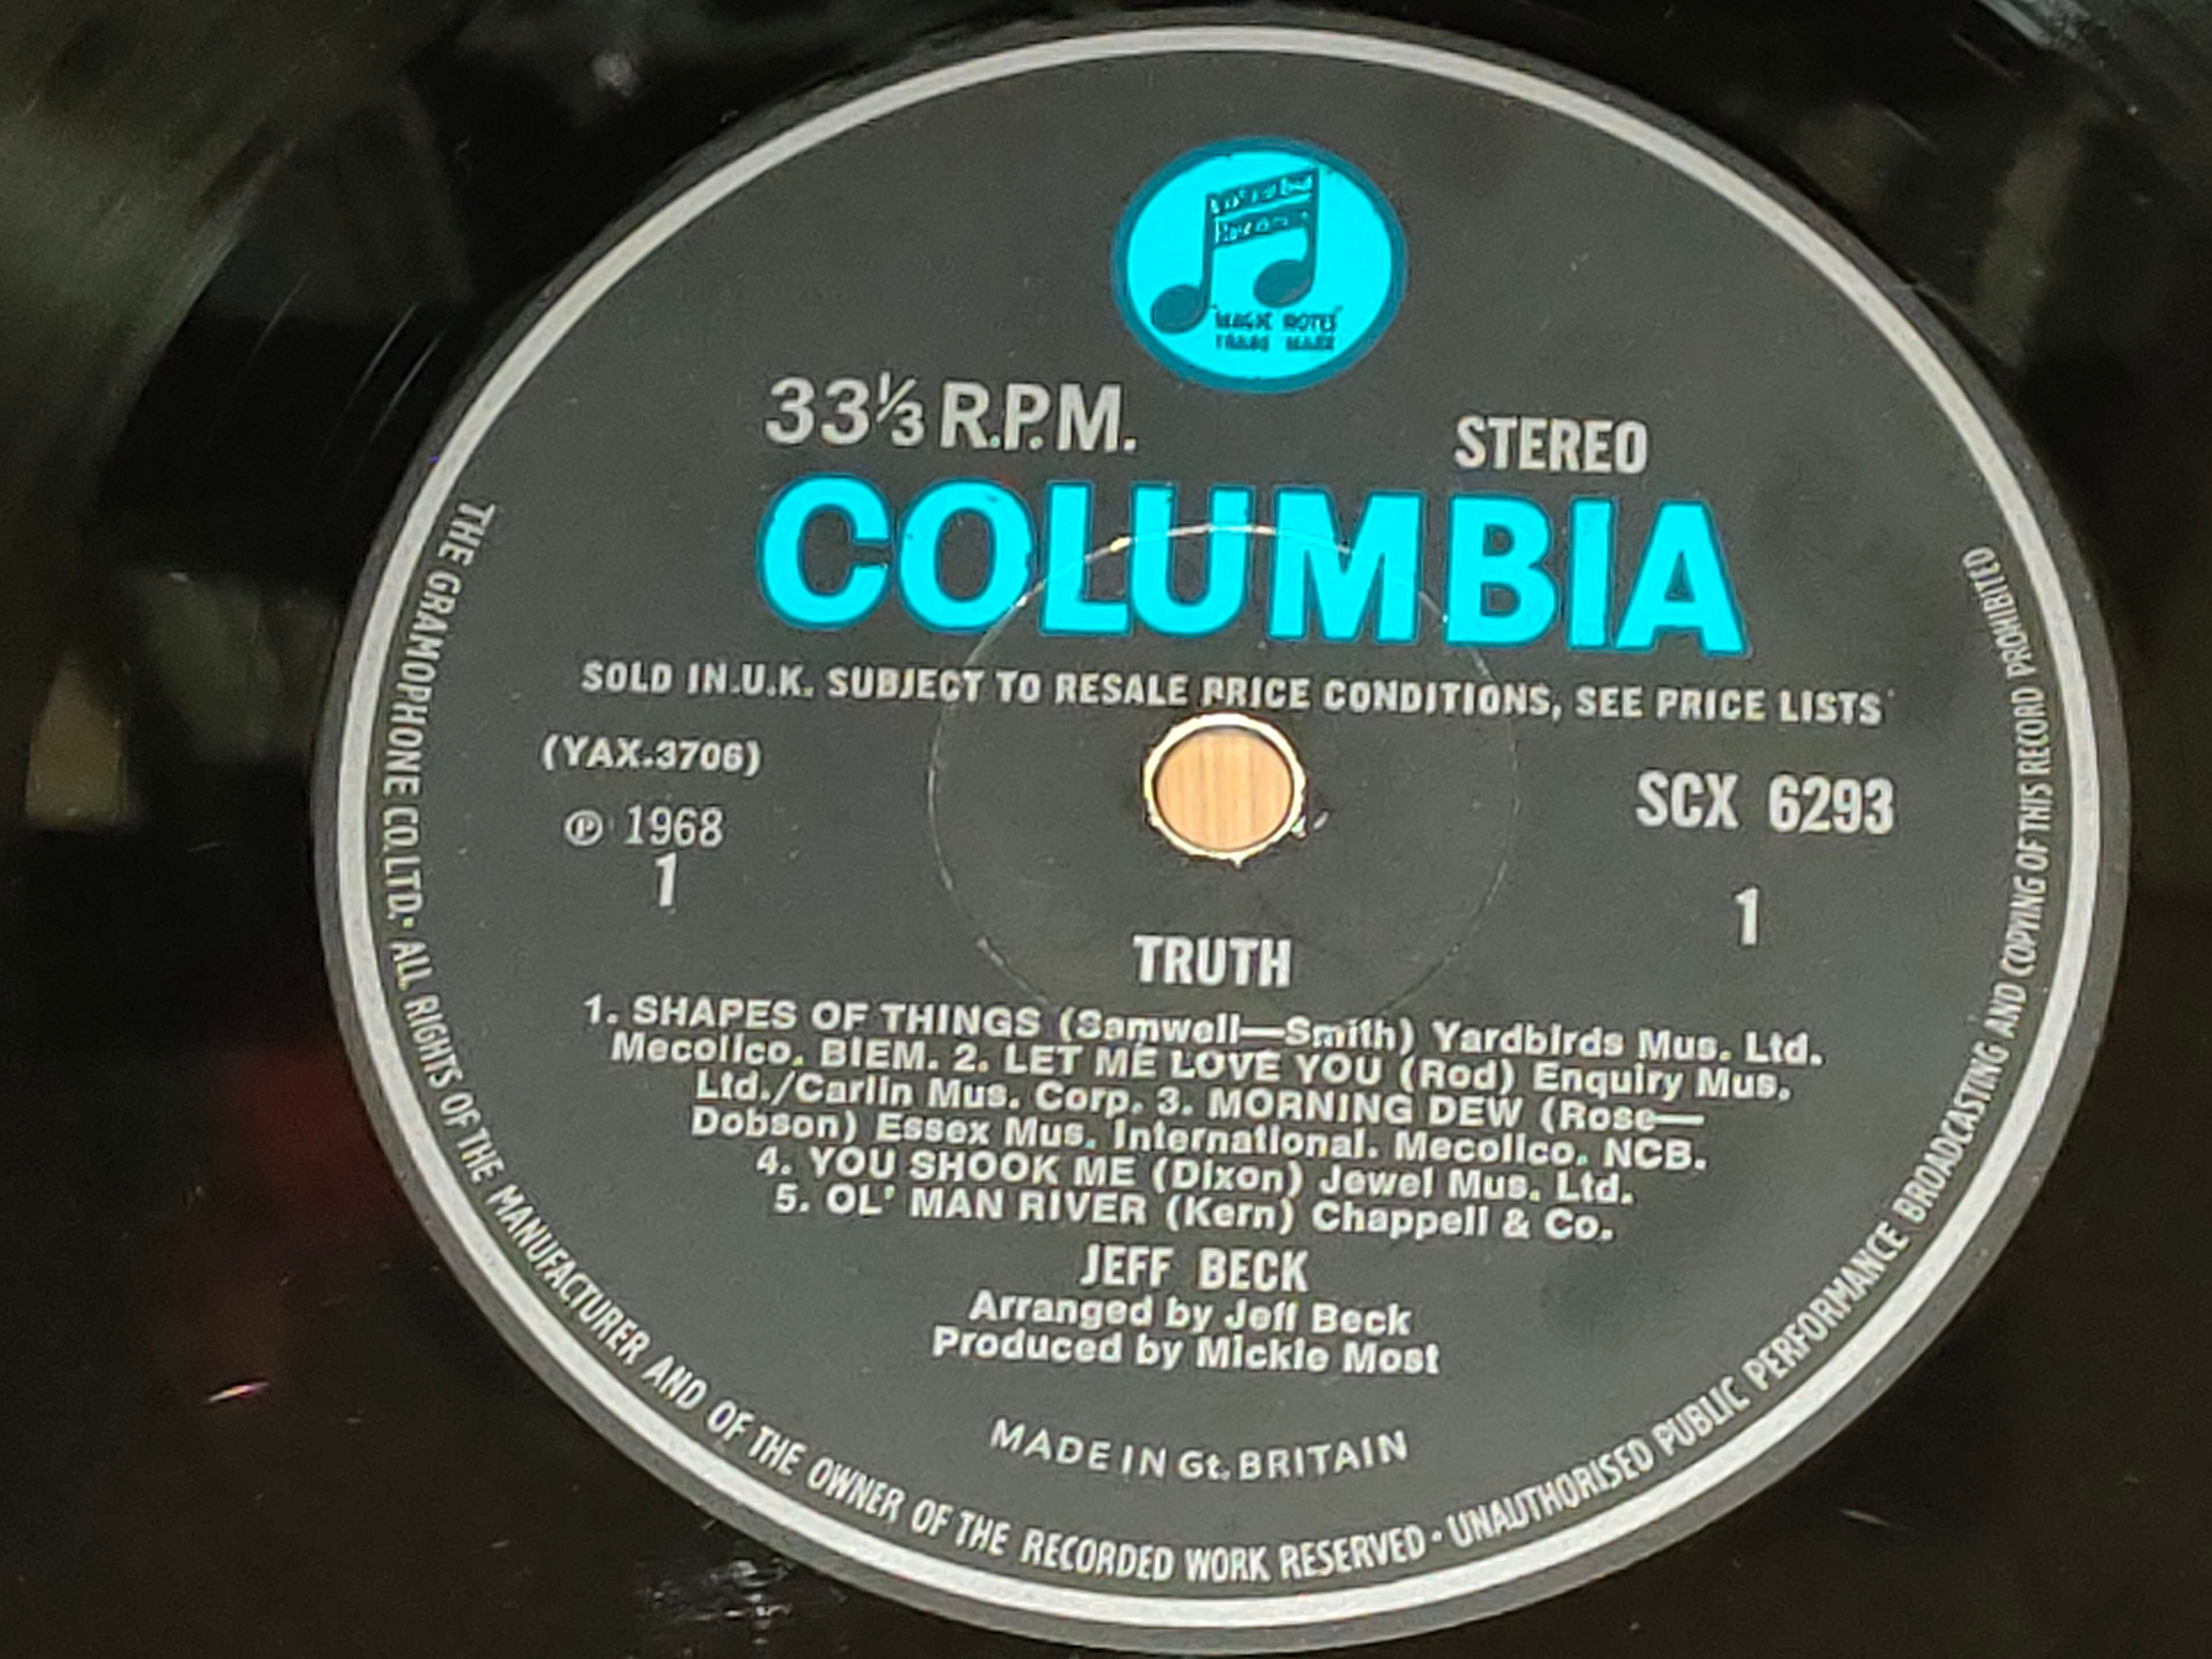 "MAGIC NOTES"
TRADE MARK
33⅓ R.P.M.
STEREO
COLUMBIA
SOLD IN U.K. SUBJECT TO RESALE PRICE CONDITIONS, SEE PRICE LISTS
(YAX.3706)
SCX 6293
℗ 1968
1
1
TRUTH
1. SHAPES OF THINGS (Samwell—Smith) Yardbirds Mus. Ltd.
Mecolico. BIEM. 2. LET ME LOVE YOU (Rod) Enquiry Mus.
Ltd./Carlin Mus. Corp. 3. MORNING DEW (Rose—
Dobson) Essex Mus. International. Mecolico. NCB.
4. YOU SHOOK ME (Dixon) Jewel Mus. Ltd.
5. OL' MAN RIVER (Kern) Chappell & Co.
JEFF BECK
Arranged by Jeff Beck
Produced by Mickie Most
MADE IN Gt. BRITAIN
THE GRAMOPHONE CO. LTD. · ALL RIGHTS OF THE MANUFACTURER AND OF THE OWNER OF THE RECORDED WORK RESERVED · UNAUTHORISED PUBLIC PERFORMANCE BROADCASTING AND COPYING OF THIS RECORD PROHIBITED